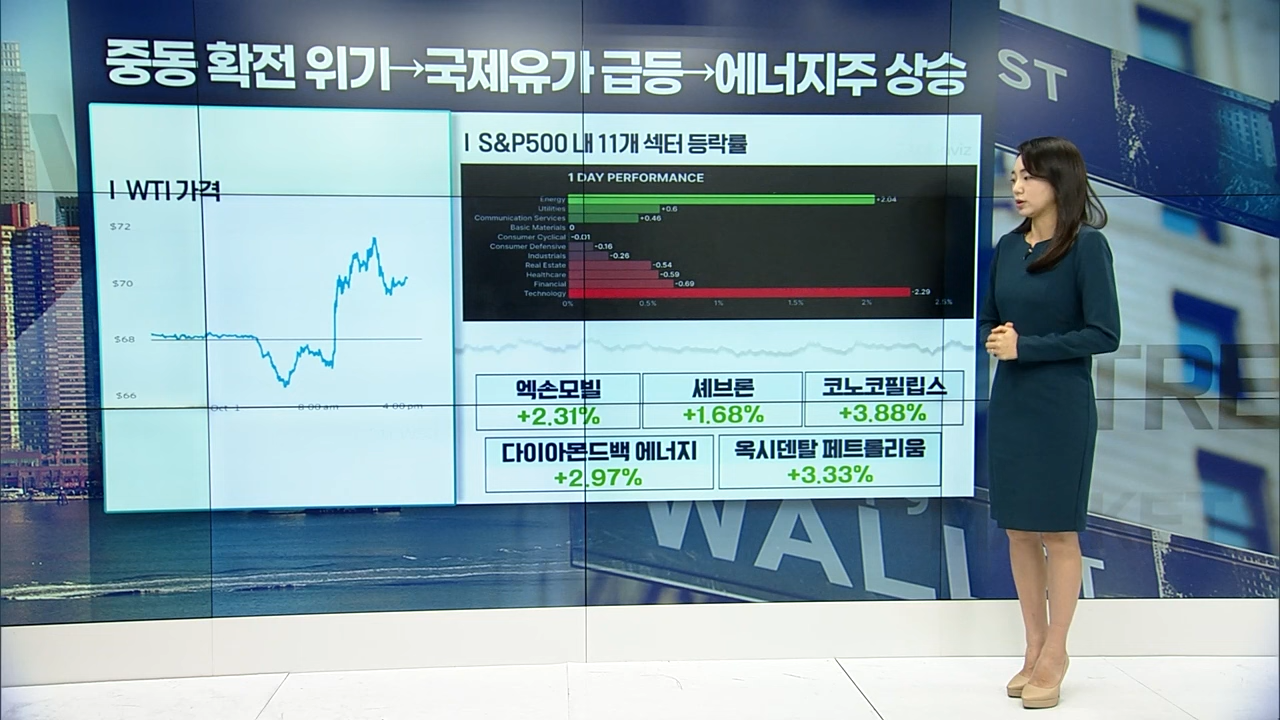 중동 확전 위기→국제유가 급등→에너지주 상승
WTI 가격
$72
$70
$68
$66
Oct 1
8:00 am
4:00 pm
S&P500 내 11개 섹터 등락률
1 DAY PERFORMANCE
Energy +2.04
Utilities +0.6
Communication Services +0.46
Basic Materials 0
Consumer Cyclical -0.01
Consumer Defensive -0.16
Industrials -0.26
Real Estate -0.54
Healthcare -0.59
Financial -0.69
Technology -2.29
0% 0.5% 1% 1.5% 2% 2.5%
엑손모빌
+2.31%
셰브론
+1.68%
코노코필립스
+3.88%
다이아몬드백 에너지
+2.97%
옥시덴탈 페트롤리움
+3.33%
ST
WALL